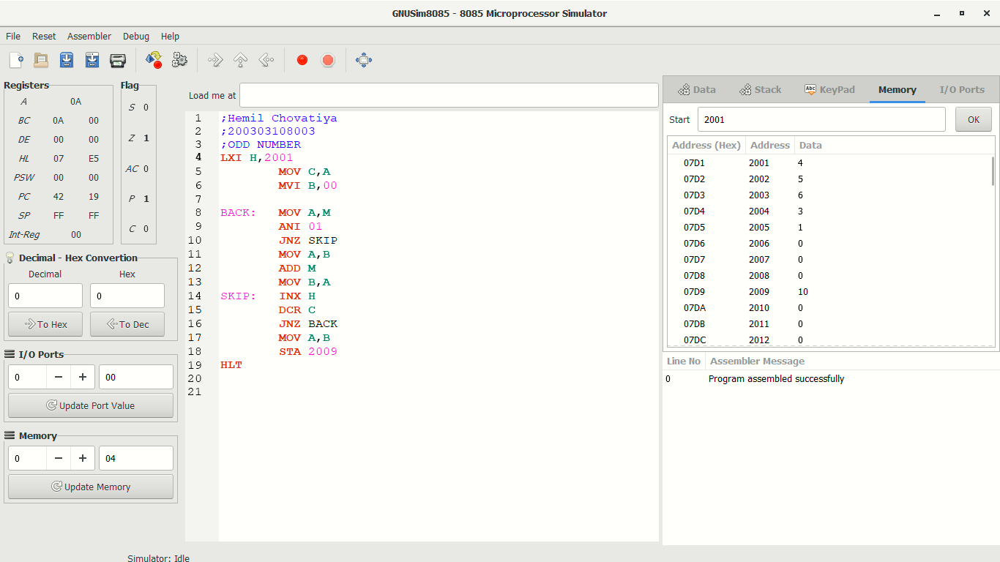 GNUSim8085 - 8085 Microprocessor Simulator
File Reset Assembler Debug Help
Registers
A 0A
BC 0A 00
DE 00 00
HL 07 E5
PSW 00 00
PC 42 19
SP FF FF
Int-Reg 00
Flag
S 0
Z 1
AC 0
P 1
C 0
Decimal - Hex Convertion
Decimal Hex
0 0
To Hex To Dec
I/O Ports
0 − + 00
Update Port Value
Memory
0 − + 04
Update Memory
Load me at
1 ;Hemil Chovatiya
2 ;200303108003
3 ;ODD NUMBER
4 LXI H,2001
5 MOV C,A
6 MVI B,00
7
8 BACK: MOV A,M
9 ANI 01
10 JNZ SKIP
11 MOV A,B
12 ADD M
13 MOV B,A
14 SKIP: INX H
15 DCR C
16 JNZ BACK
17 MOV A,B
18 STA 2009
19 HLT
20
21
Data Stack Abc KeyPad Memory I/O Ports
Start 2001 OK
Address (Hex) Address Data
07D1 2001 4
07D2 2002 5
07D3 2003 6
07D4 2004 3
07D5 2005 1
07D6 2006 0
07D7 2007 0
07D8 2008 0
07D9 2009 10
07DA 2010 0
07DB 2011 0
07DC 2012 0
Line No Assembler Message
0 Program assembled successfully
Simulator: Idle